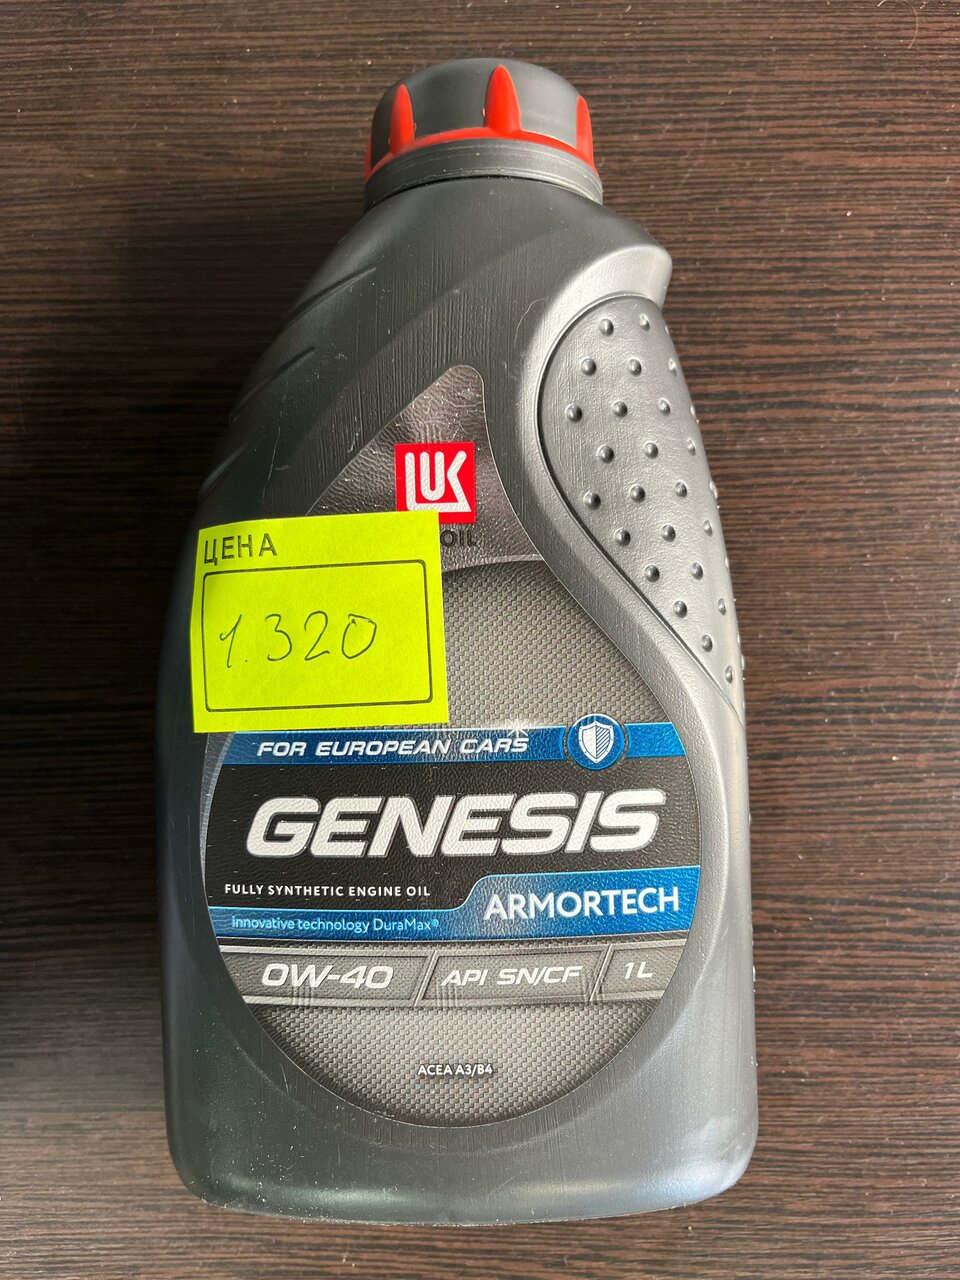 LUK
OIL
ЦЕНА
1.320
FOR EUROPEAN CARS
GENESIS
FULLY SYNTHETIC ENGINE OIL
ARMORTECH
Innovative technology DuraMax®
0W-40 API SN/CF 1L
ACEA A3/B4